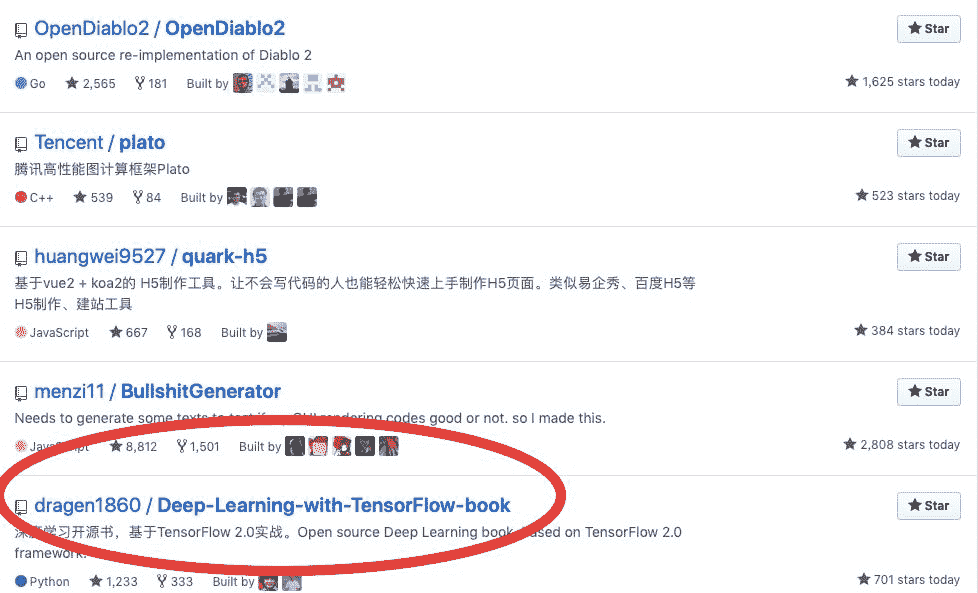 OpenDiablo2 / OpenDiablo2
Star
An open source re-implementation of Diablo 2
Go 2,565 181 Built by
1,625 stars today
Tencent / plato
Star
腾讯高性能图计算框架Plato
C++ 539 84 Built by
523 stars today
huangwei9527 / quark-h5
Star
基于vue2 + koa2的 H5制作工具。让不会写代码的人也能轻松快速上手制作H5页面。类似易企秀、百度H5等
H5制作、建站工具
JavaScript 667 168 Built by
384 stars today
menzi11 / BullshitGenerator
Star
Needs to generate some texts to test if my GUI rendering codes good or not. so I made this.
JavaScript 8,812 1,501 Built by
2,808 stars today
dragen1860 / Deep-Learning-with-TensorFlow-book
Star
深度学习开源书，基于TensorFlow 2.0实战。Open source Deep Learning book, based on TensorFlow 2.0
framework.
Python 1,233 333 Built by
701 stars today